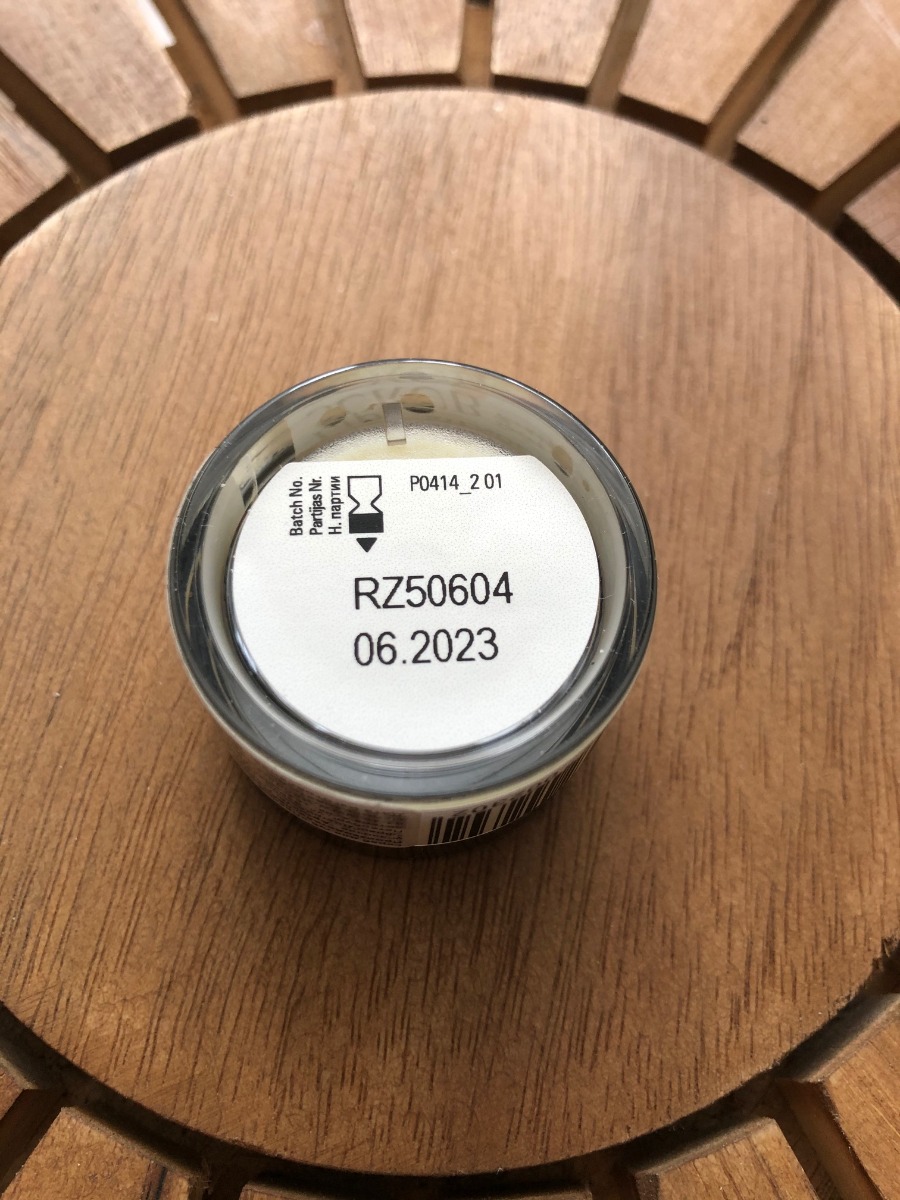 Batch No.
Partijas Nr.
Н. партии
P0414_2 01
RZ50604
06.2023